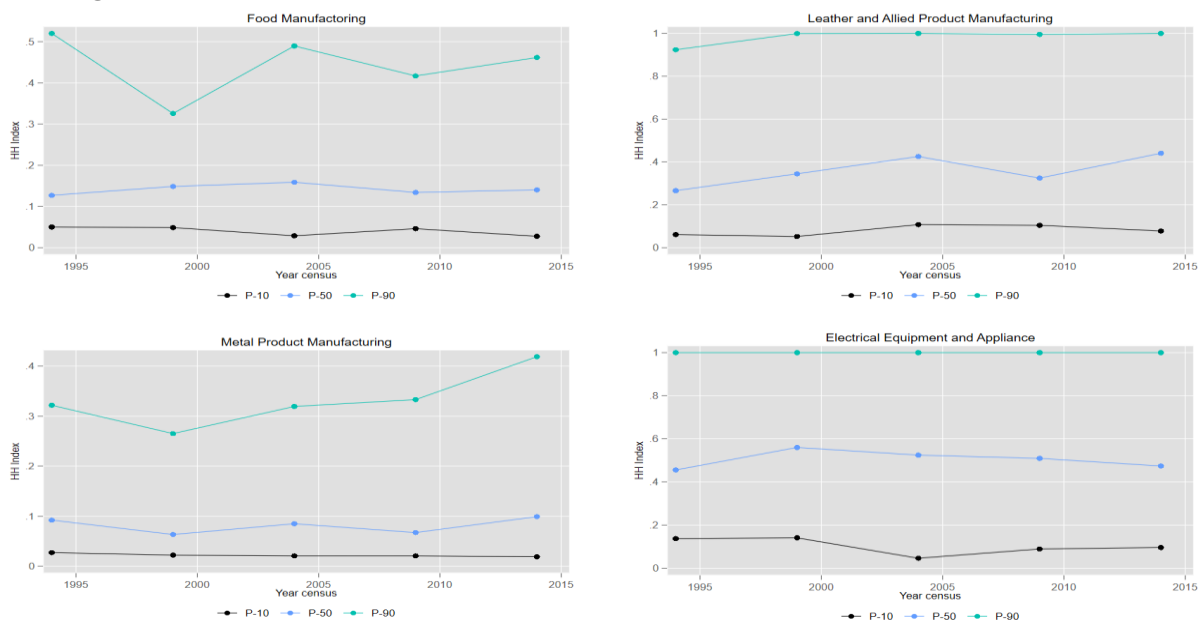 Food Manufactoring
HH Index
.5
.4
.3
.2
.1
0
1995 2000 2005 2010 2015
Year census
P-10 P-50 P-90
Leather and Allied Product Manufacturing
HH Index
1
.8
.6
.4
.2
0
1995 2000 2005 2010 2015
Year census
P-10 P-50 P-90
Metal Product Manufacturing
HH Index
.4
.3
.2
.1
0
1995 2000 2005 2010 2015
Year census
P-10 P-50 P-90
Electrical Equipment and Appliance
HH Index
1
.8
.6
.4
.2
0
1995 2000 2005 2010 2015
Year census
P-10 P-50 P-90